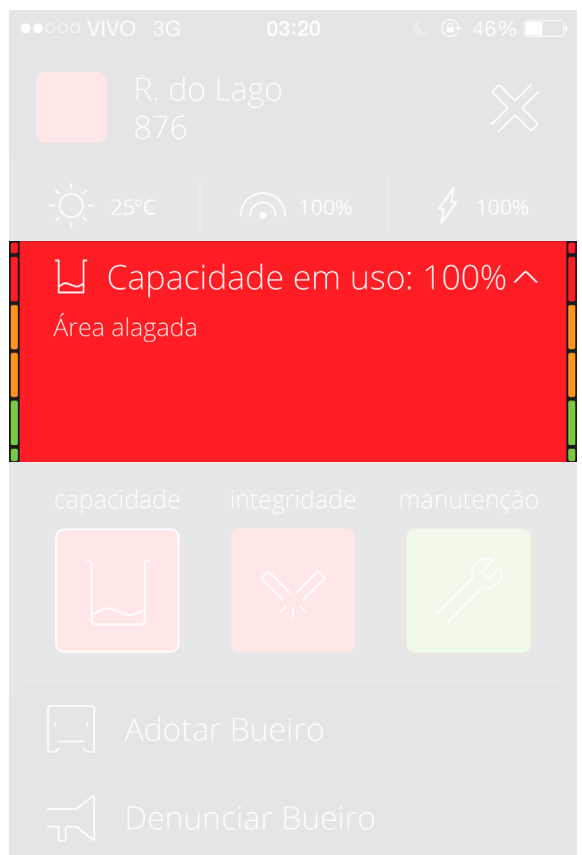 VIVO 3G 03:20 46%
R. do Lago
876
25ºC 100% 100%
Capacidade em uso: 100%
Área alagada
capacidade integridade manutenção
Adotar Bueiro
Denunciar Bueiro